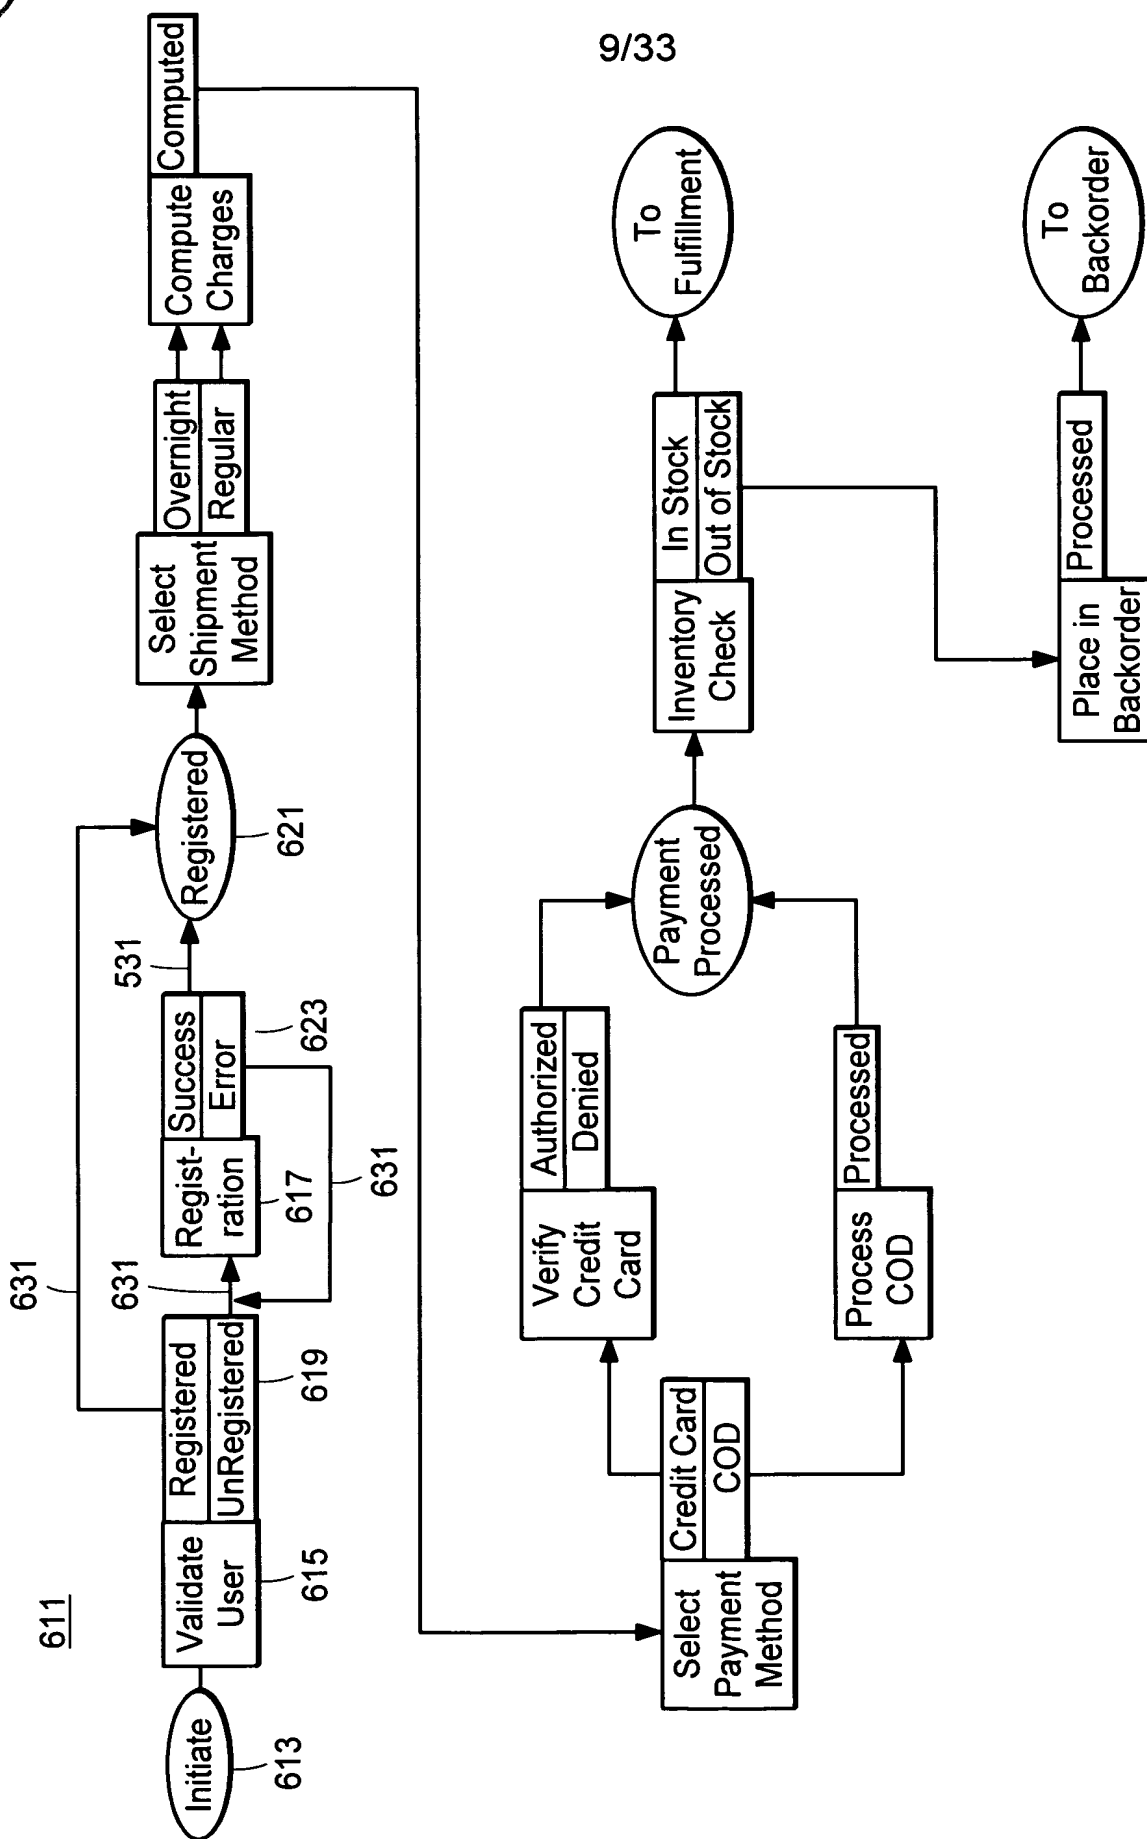 9/33
611
Initiate
613
Validate
User
615
Registered
UnRegistered
619
631
631
Regist-
ration
617
Success
Error
623
631
531
Registered
621
Select
Shipment
Method
Overnight
Regular
Compute
Charges
Computed
Select
Payment
Method
Credit Card
COD
Verify
Credit
Card
Authorized
Denied
Process
COD
Processed
Payment
Processed
Inventory
Check
In Stock
Out of Stock
To
Fulfillment
Place in
Backorder
Processed
To
Backorder